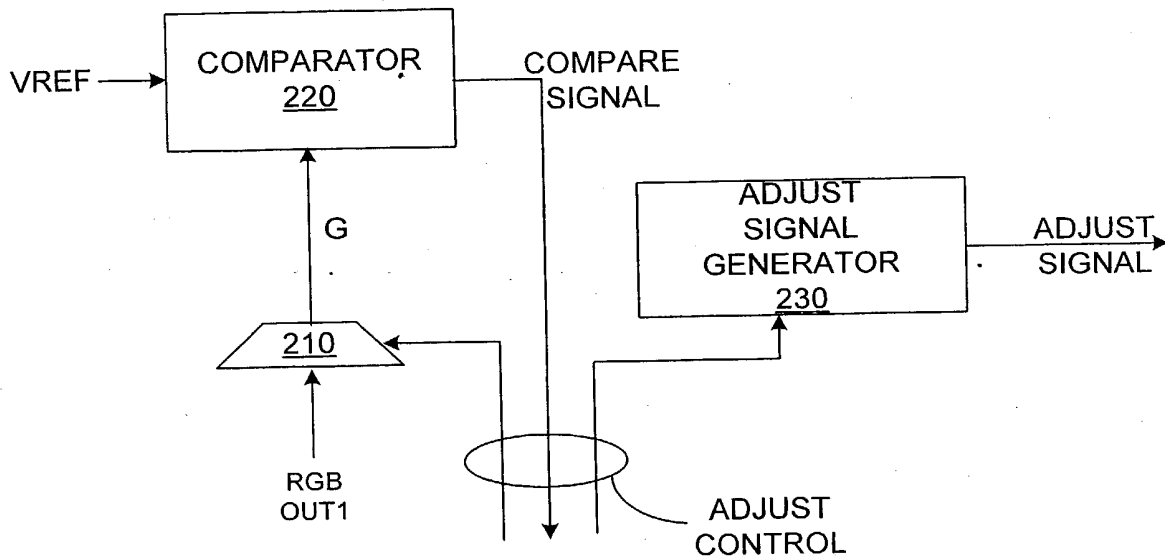 VREF
COMPARATOR
220
COMPARE
SIGNAL
G
ADJUST
SIGNAL
GENERATOR
230
ADJUST
SIGNAL
210
RGB
OUT1
ADJUST
CONTROL